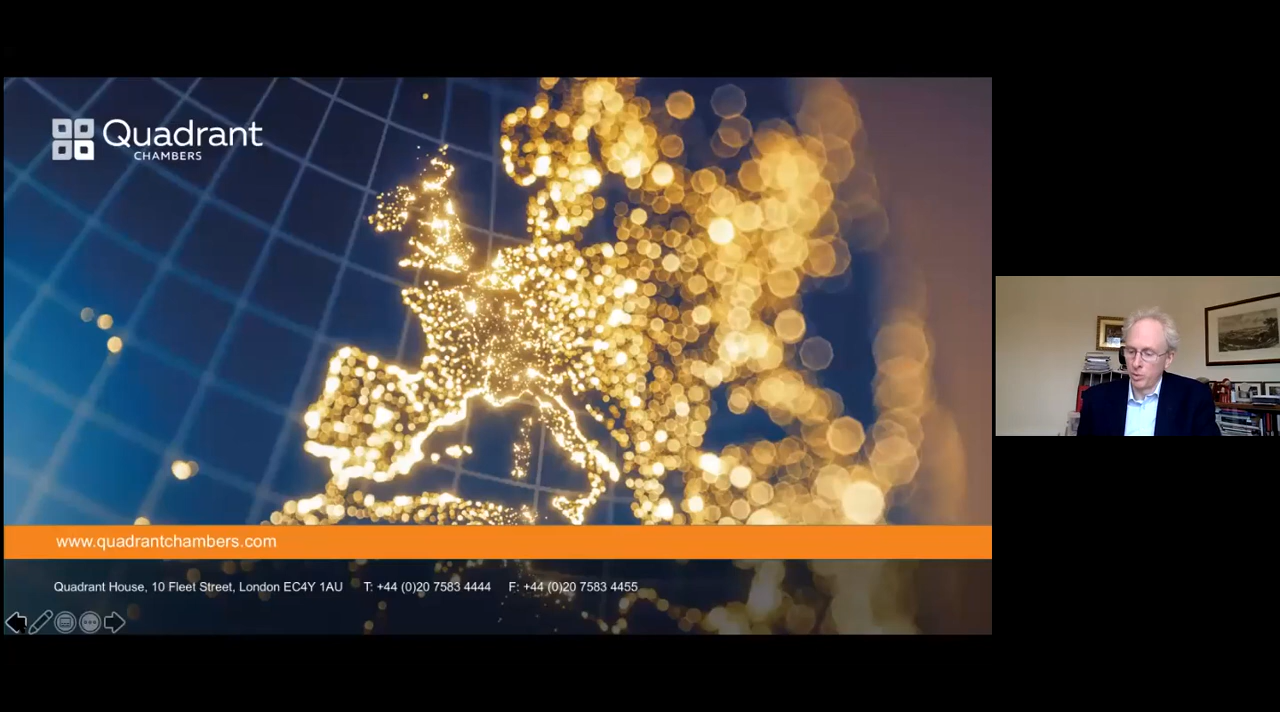 Quadrant
CHAMBERS
www.quadrantchambers.com
Quadrant House, 10 Fleet Street, London EC4Y 1AU T: +44 (0)20 7583 4444 F: +44 (0)20 7583 4455